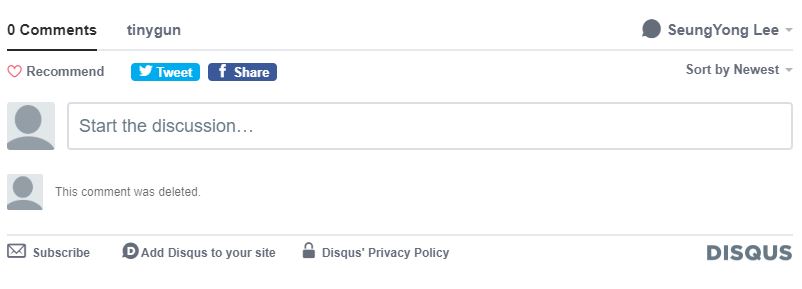 0 Comments tinygun SeungYong Lee
Recommend Tweet Share Sort by Newest
Start the discussion…
This comment was deleted.
Subscribe Add Disqus to your site Disqus' Privacy Policy DISQUS